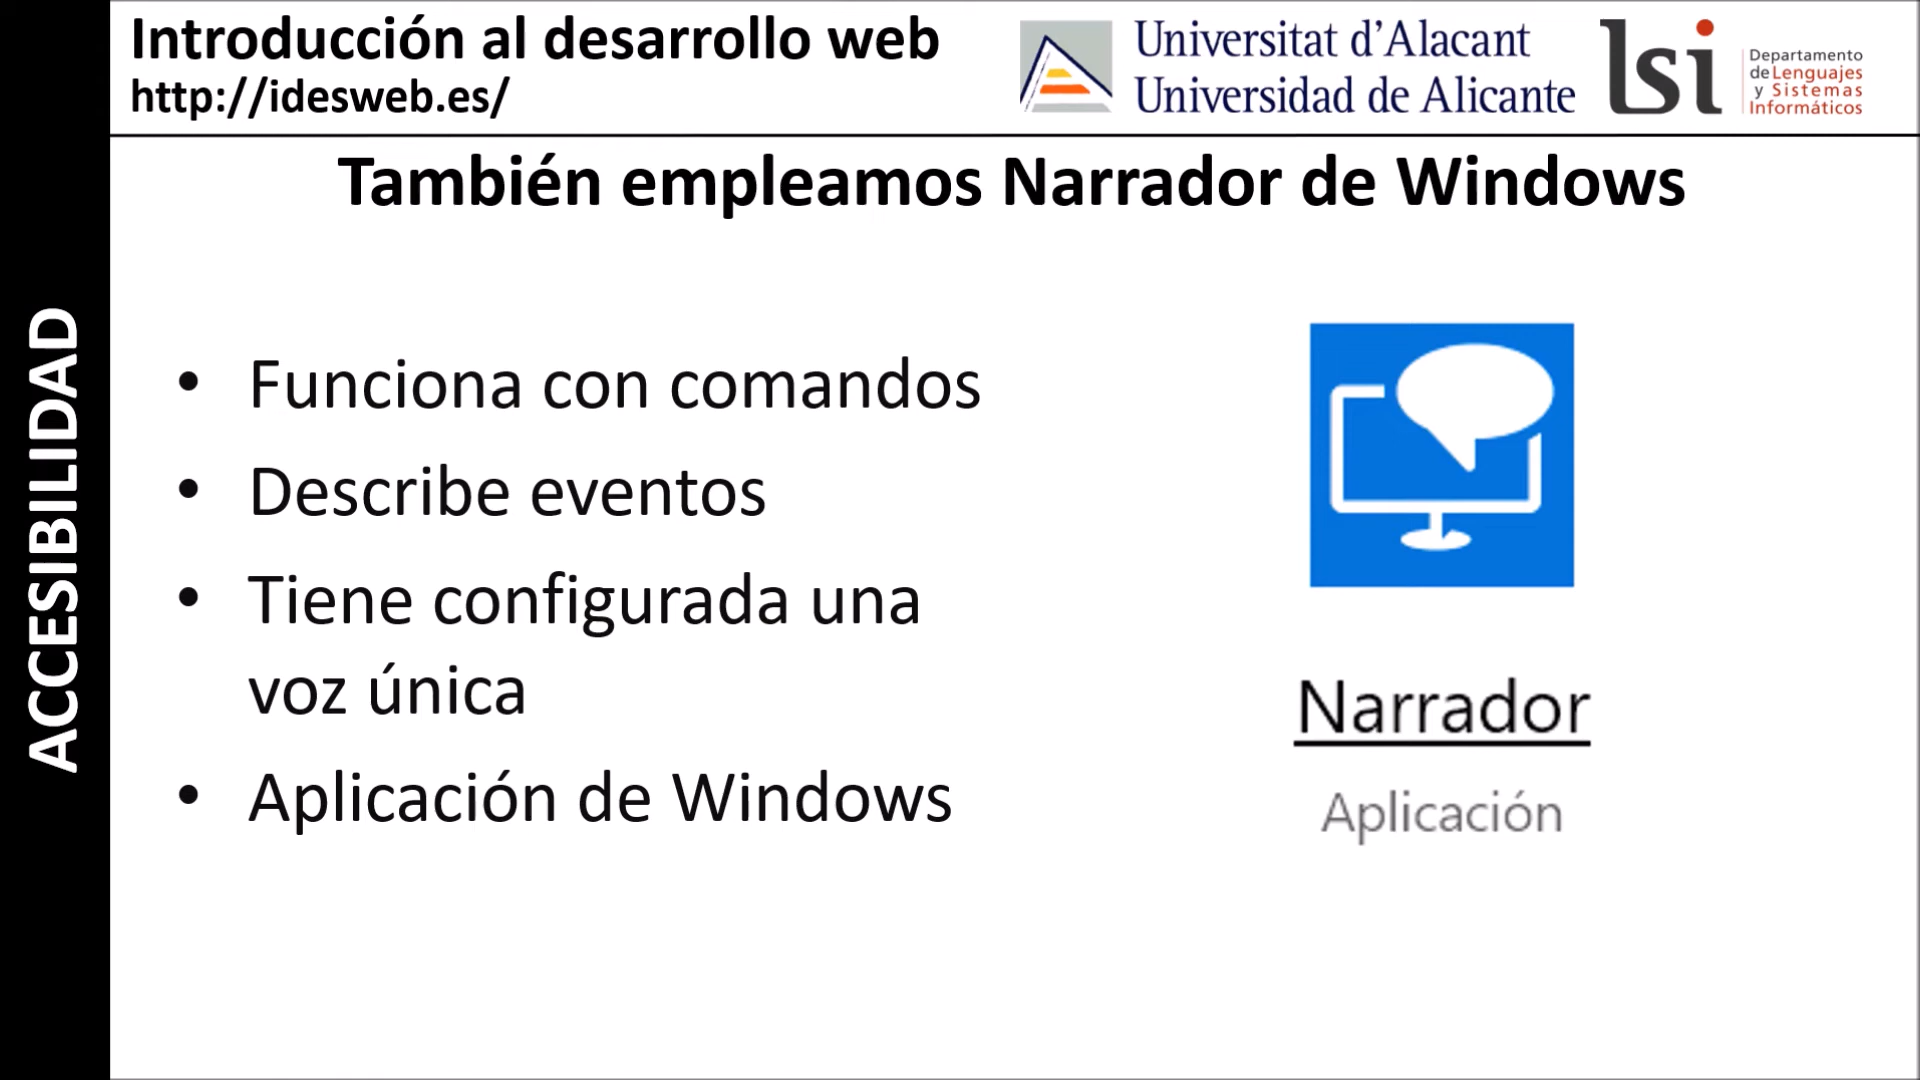 Introducción al desarrollo web
http://idesweb.es/
Universitat d'Alacant
Universidad de Alicante
lsi
Departamento
de Lenguajes
y Sistemas
Informáticos
ACCESIBILIDAD
También empleamos Narrador de Windows
• Funciona con comandos
• Describe eventos
• Tiene configurada una
voz única
• Aplicación de Windows
Narrador
Aplicación